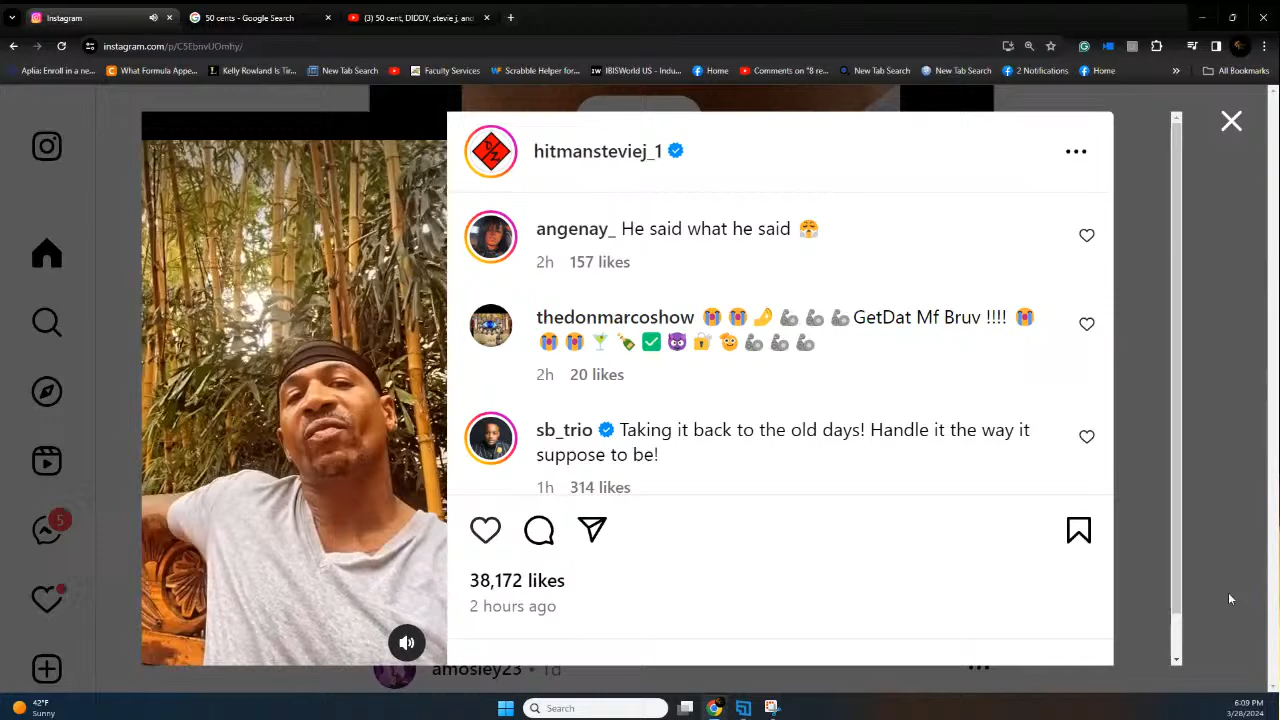 Instagram
50 cents - Google Search
(3) 50 cent, DIDDY, stevie j, and
instagram.com/p/C5EbnvUOmhy/
Aplia: Enroll in a ne...
What Formula Appe...
Kelly Rowland Is Tir...
New Tab Search
Faculty Services
Scrabble Helper for...
IBISWorld US - Indu...
Home
Comments on "8 re...
New Tab Search
New Tab Search
2 Notifications
Home
»
All Bookmarks
hitmansteviej_1
angenay_ He said what he said 😤
2h 157 likes
thedonmarcoshow 😭😭🤌🦾🦾🦾GetDat Mf Bruv !!!! 😭
😭😭🍸🍾✅😈🔐🫡🦾🦾🦾
2h 20 likes
sb_trio Taking it back to the old days! Handle it the way it
suppose to be!
1h 314 likes
5
38,172 likes
2 hours ago
amosley23 • 1d
42°F
Sunny
Search
6:09 PM
3/28/2024